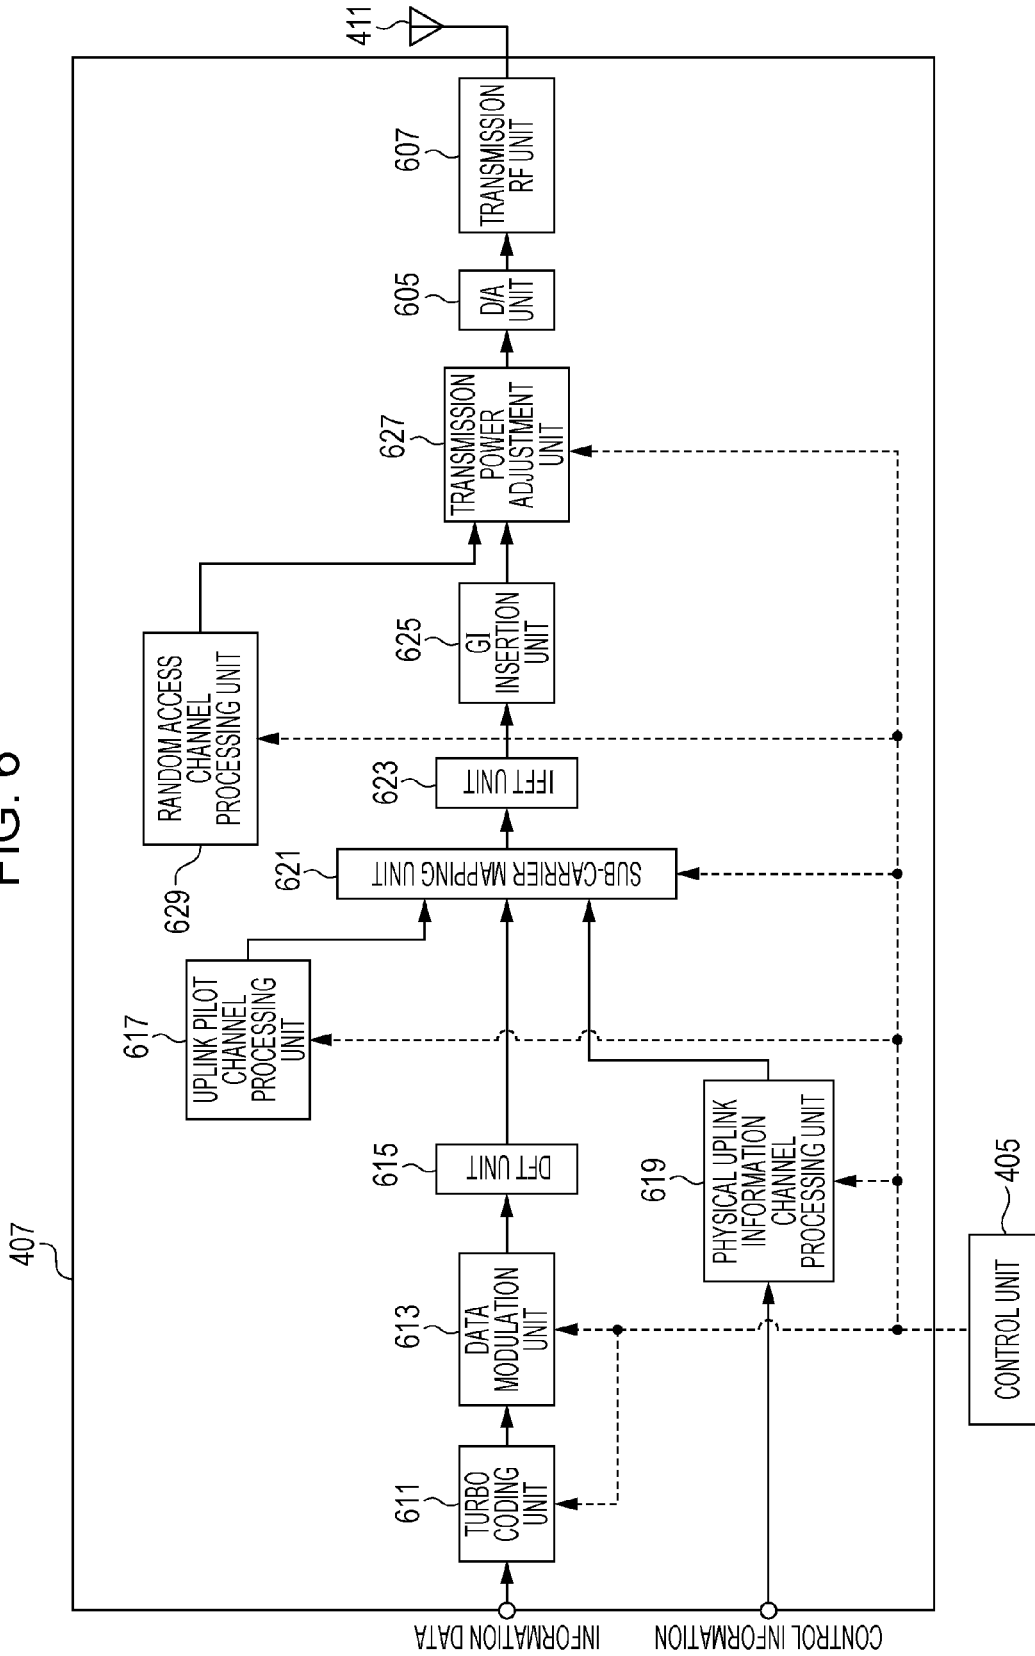 FIG. 6
407
411
629
RANDOM ACCESS
CHANNEL
PROCESSING UNIT
617
UPLINK PILOT
CHANNEL
PROCESSING
UNIT
INFORMATION DATA
611
TURBO
CODING
UNIT
613
DATA
MODULATION
UNIT
615
DFT UNIT
621
SUB-CARRIER MAPPING UNIT
623
IFFT UNIT
625
GI
INSERTION
UNIT
627
TRANSMISSION
POWER
ADJUSTMENT
UNIT
605
D/A
UNIT
607
TRANSMISSION
RF UNIT
CONTROL INFORMATION
619
PHYSICAL UPLINK
INFORMATION
CHANNEL
PROCESSING UNIT
405
CONTROL UNIT